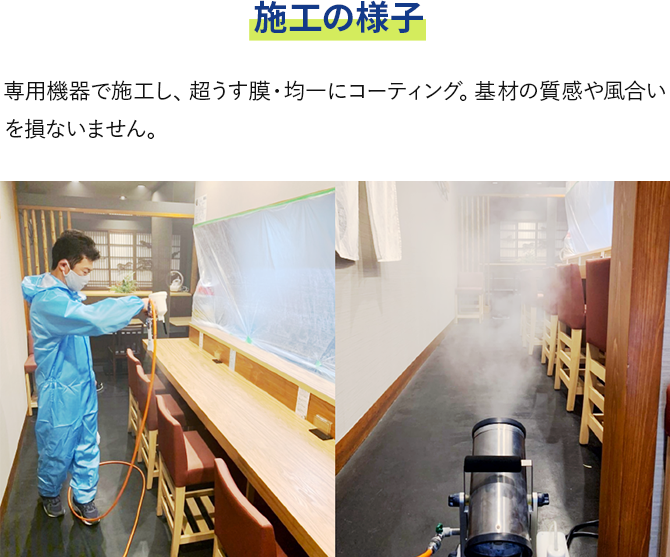 施工の様子
専用機器で施工し、超うす膜・均一にコーティング。基材の質感や風合い
を損ないません。